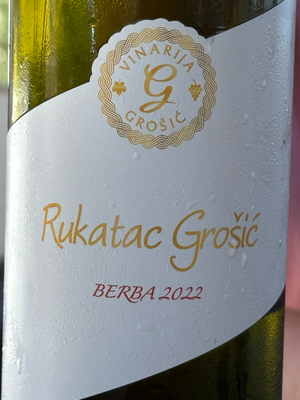 VINARIJA
G
GROŠIĆ
Rukatac Grošić
BERBA 2022